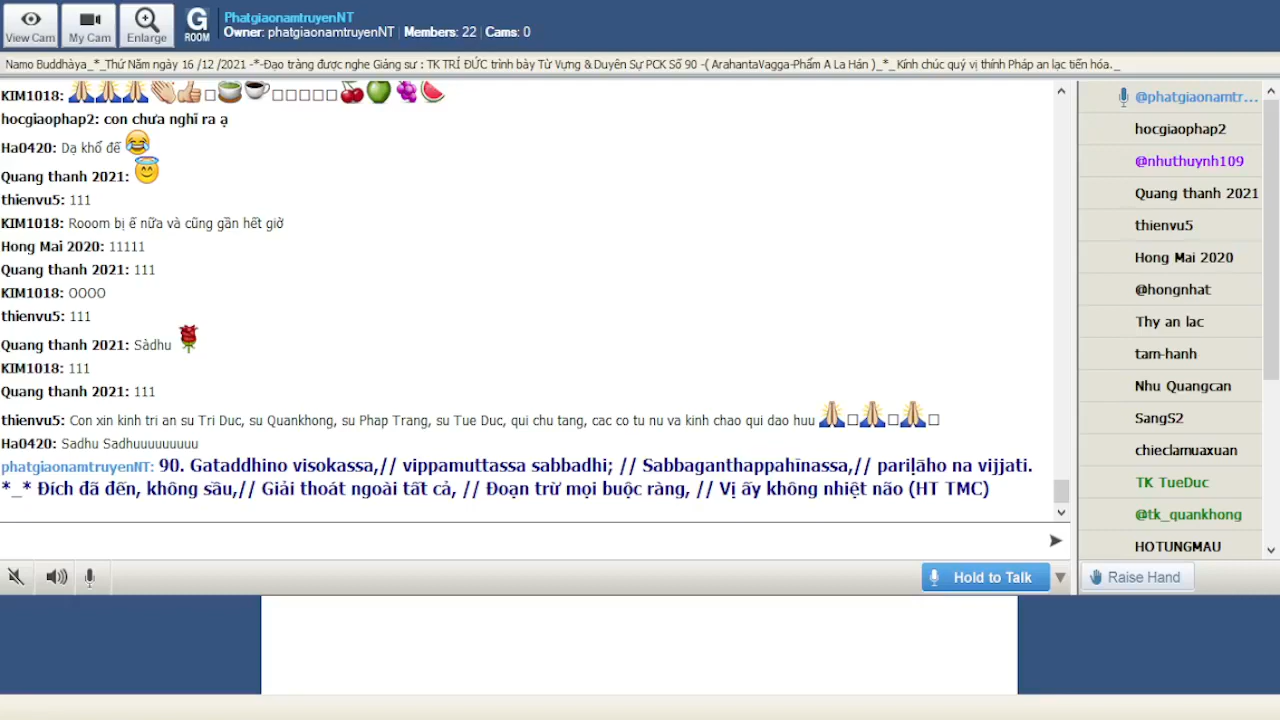 View Cam
My Cam
Enlarge
G
ROOM
PhatgiaonamtruyenNT
Owner: phatgiaonamtruyenNT | Members: 22 | Cams: 0
Namo Buddhàya_*_Thứ Năm ngày 16 /12 /2021 -*-Đạo tràng được nghe Giảng sư : TK TRÍ ĐỨC trình bày Từ Vựng & Duyên Sự PCK Số 90 -( ArahantaVagga-Phẩm A La Hán )_*_ Kính chúc quý vị thính Pháp an lạc tiến hóa._
KIM1018:
hocgiaophap2: con chưa nghĩ ra ạ
Ha0420: Dạ khổ đế
Quang thanh 2021:
thienvu5: 111
KIM1018: Rooom bị ế nữa và cũng gần hết giờ
Hong Mai 2020: 11111
Quang thanh 2021: 111
KIM1018: OOOO
thienvu5: 111
Quang thanh 2021: Sàdhu
KIM1018: 111
Quang thanh 2021: 111
thienvu5: Con xin kinh tri an su Tri Duc, su Quankhong, su Phap Trang, su Tue Duc, qui chu tang, cac co tu nu va kinh chao qui dao huu
Ha0420: Sadhu Sadhuuuuuuuuu
phatgiaonamtruyenNT: 90. Gataddhino visokassa,// vippamuttassa sabbadhi; // Sabbaganthappahīnassa,// pariḷāho na vijjati.
*_* Đích đã đến, không sầu,// Giải thoát ngoài tất cả, // Đoạn trừ mọi buộc ràng, // Vị ấy không nhiệt não (HT TMC)
@phatgiaonamtr...
hocgiaophap2
@nhuthuynh109
Quang thanh 2021
thienvu5
Hong Mai 2020
@hongnhat
Thy an lac
tam-hanh
Nhu Quangcan
SangS2
chieclamuaxuan
TK TueDuc
@tk_quankhong
HOTUNGMAU
Hold to Talk
Raise Hand